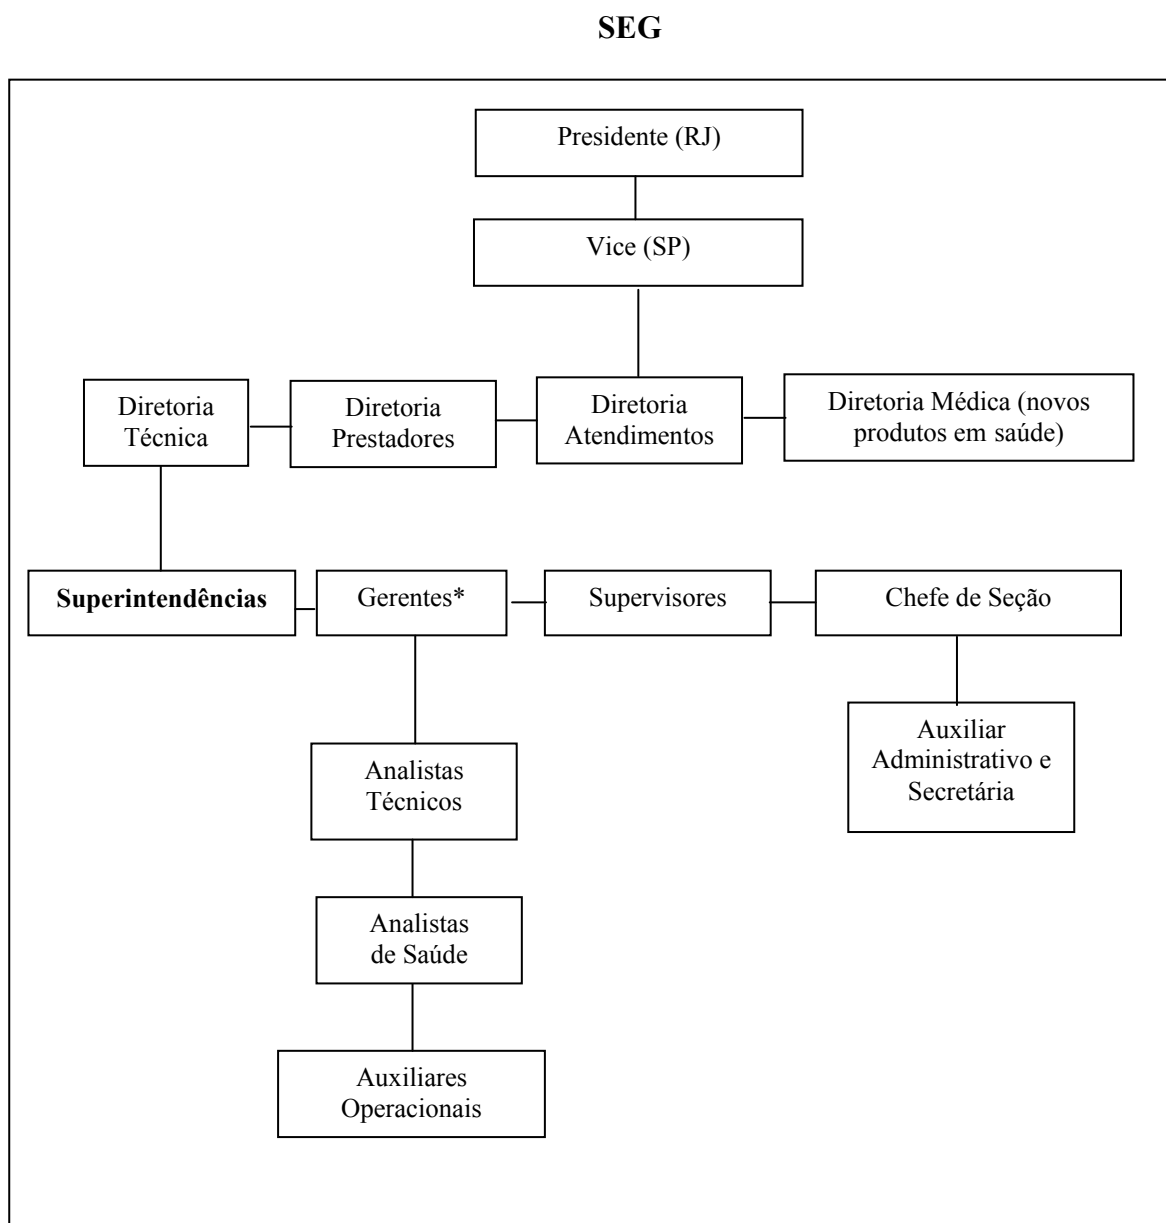 SEG
Presidente (RJ)
Vice (SP)
Diretoria
Técnica
Diretoria
Prestadores
Diretoria
Atendimentos
Diretoria Médica (novos
produtos em saúde)
Superintendências
Gerentes*
Supervisores
Chefe de Seção
Auxiliar
Administrativo e
Secretária
Analistas
Técnicos
Analistas
de Saúde
Auxiliares
Operacionais